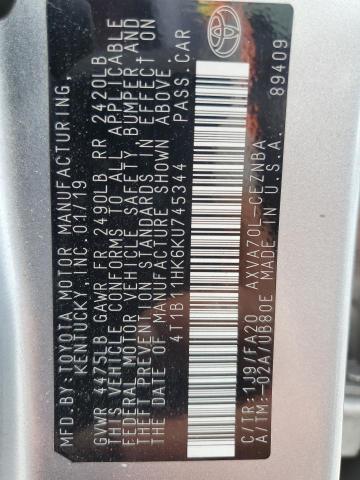 MFD.BY:TOYOTA MOTOR MANUFACTURING.
KENTUCKY,INC 01/19
GVWR 4475LB GAWR FR 2490LB RR 2420LB
THIS VEHICLE CONFORMS TO ALL APPLICABLE
FEDERAL MOTOR VEHICLE SAFETY, BUMPER, AND
THEFT PREVENTION STANDARDS IN EFFECT ON
THE DATE OF MANUFACTURE SHOWN ABOVE.
4T1B11HK6KU745344 PASS.CAR
C/TR:1J9/FA20 AXVA70L-CEZNBA
A/TM:-02A/UB80E MADE IN U.S.A.
89409